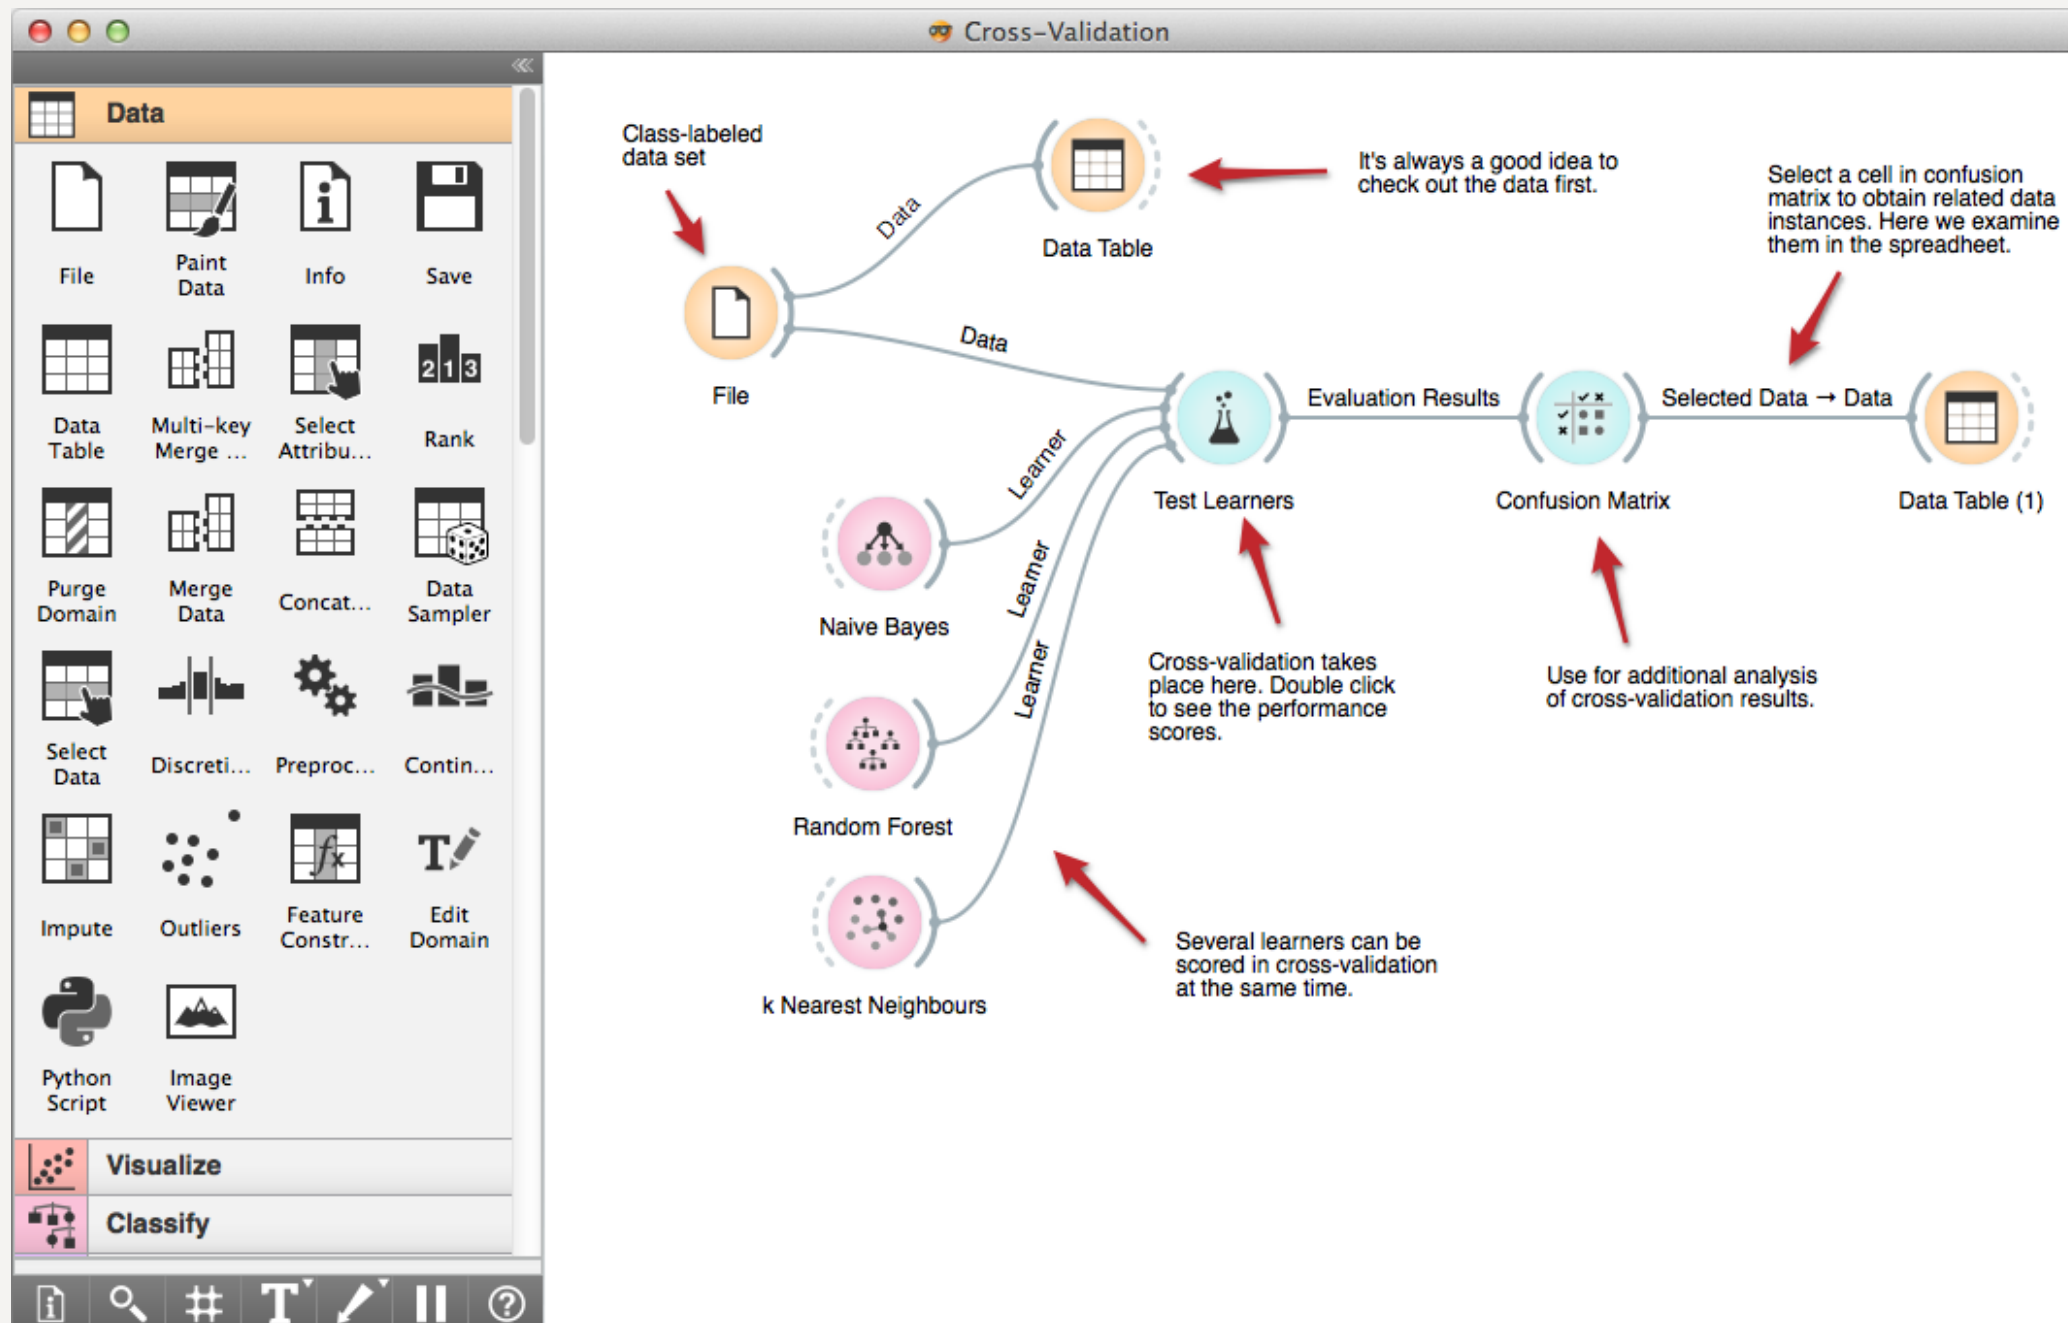 Cross-Validation
Data
File
Paint
Data
Info
Save
Data
Table
Multi-key
Merge ...
Select
Attribu...
Rank
Purge
Domain
Merge
Data
Concat...
Data
Sampler
Select
Data
Discreti...
Preproc...
Contin...
Impute
Outliers
Feature
Constr...
Edit
Domain
Python
Script
Image
Viewer
Visualize
Classify
Class-labeled
data set
Data
Data Table
It's always a good idea to
check out the data first.
Select a cell in confusion
matrix to obtain related data
instances. Here we examine
them in the spreadheet.
File
Data
Learner
Learner
Learner
Test Learners
Evaluation Results
Confusion Matrix
Selected Data → Data
Data Table (1)
Naive Bayes
Random Forest
k Nearest Neighbours
Cross-validation takes
place here. Double click
to see the performance
scores.
Use for additional analysis
of cross-validation results.
Several learners can be
scored in cross-validation
at the same time.
2 1 3
fx
T
T